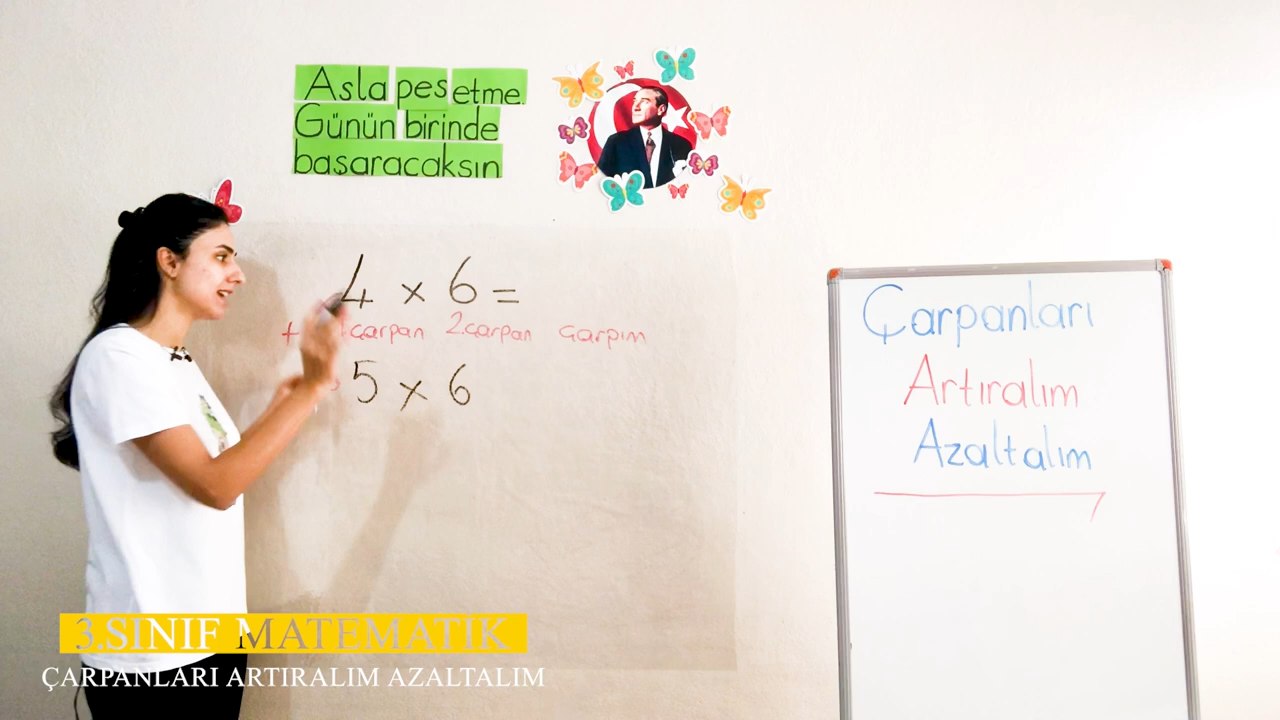 Asla pes etme.
Günün birinde
başaracaksın
4 x 6 =
+ çarpan 2.çarpan çarpım
5 x 6
Çarpanları
Artıralım
Azaltalım
3.SINIF MATEMATİK
ÇARPANLARI ARTIRALIM AZALTALIM